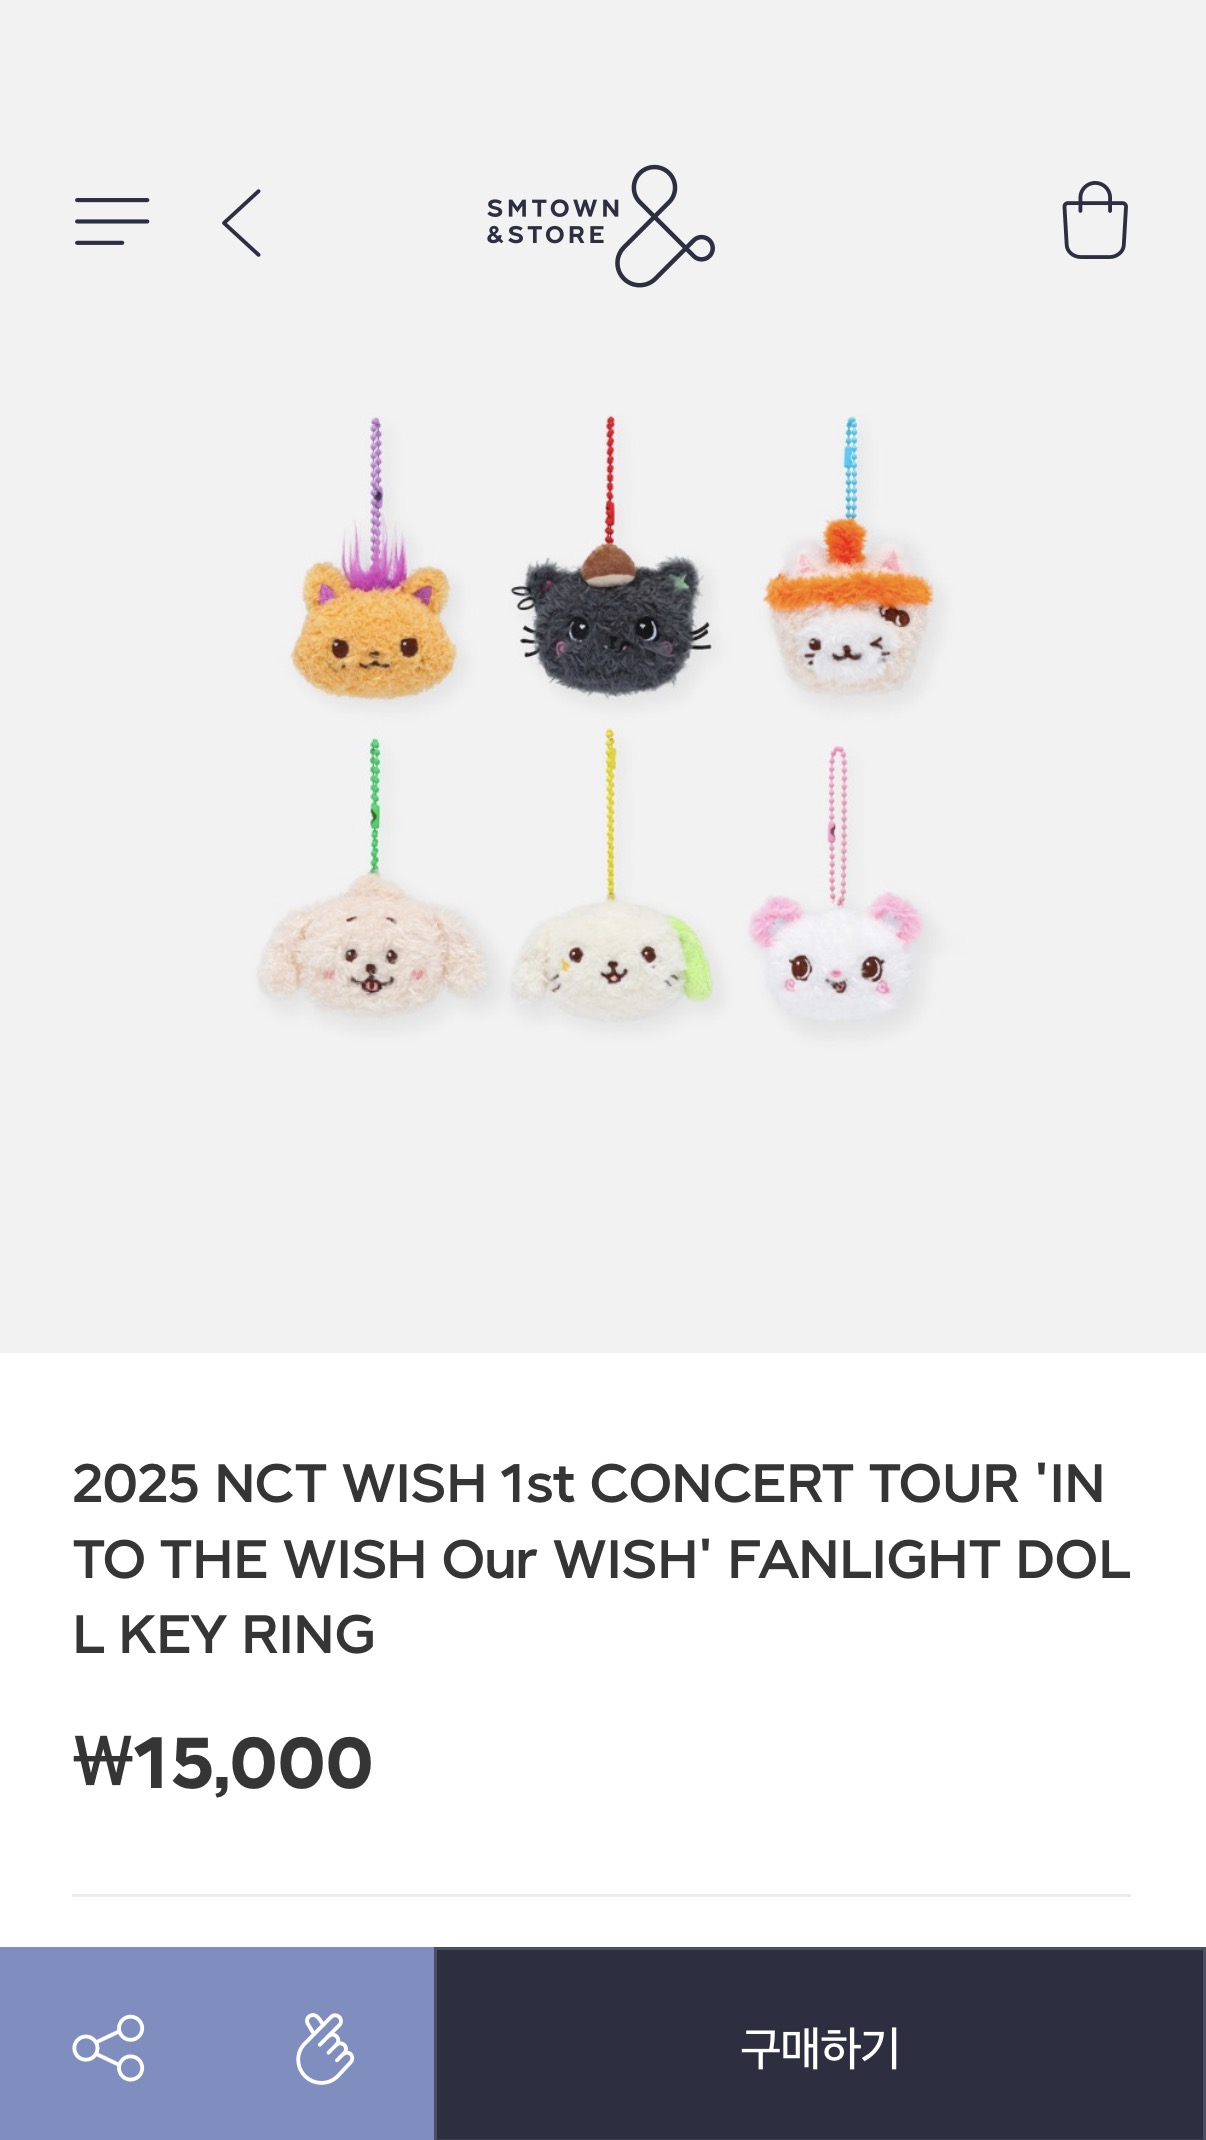 SMTOWN
&STORE
2025 NCT WISH 1st CONCERT TOUR 'IN
TO THE WISH Our WISH' FANLIGHT DOL
L KEY RING
₩15,000
구매하기